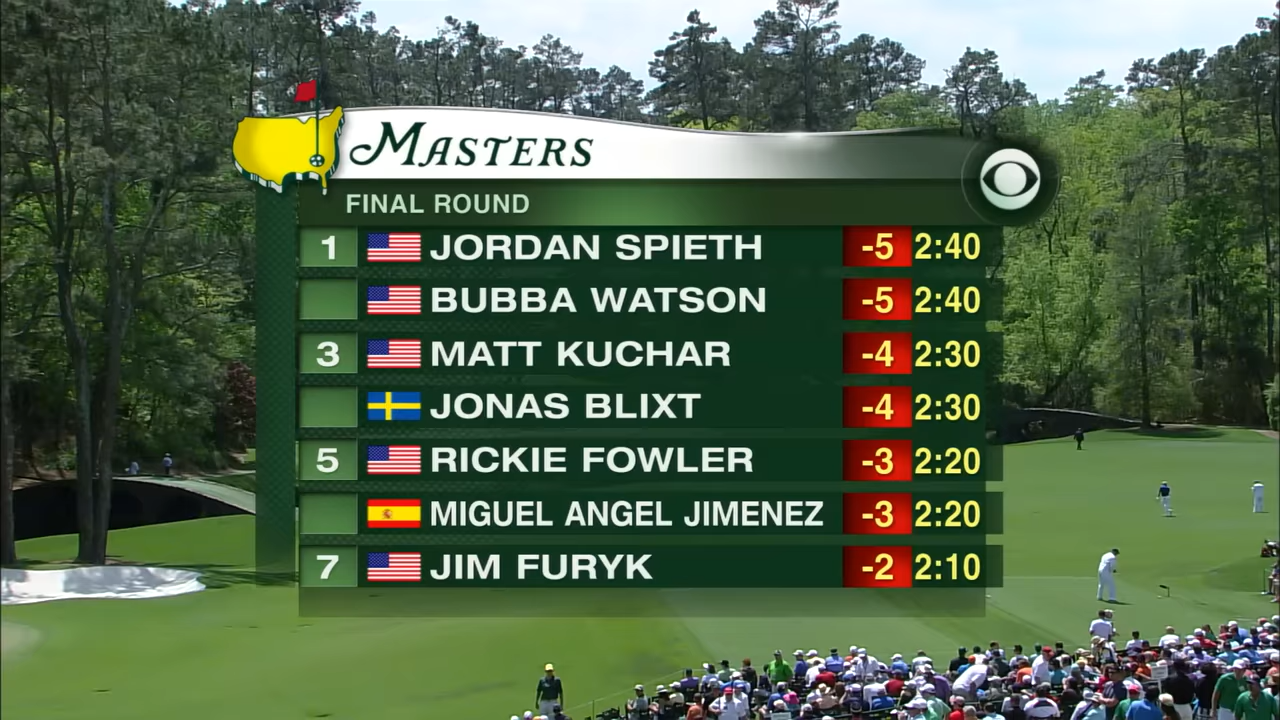 MASTERS
FINAL ROUND
1 JORDAN SPIETH -5 2:40
BUBBA WATSON -5 2:40
3 MATT KUCHAR -4 2:30
JONAS BLIXT -4 2:30
5 RICKIE FOWLER -3 2:20
MIGUEL ANGEL JIMENEZ -3 2:20
7 JIM FURYK -2 2:10